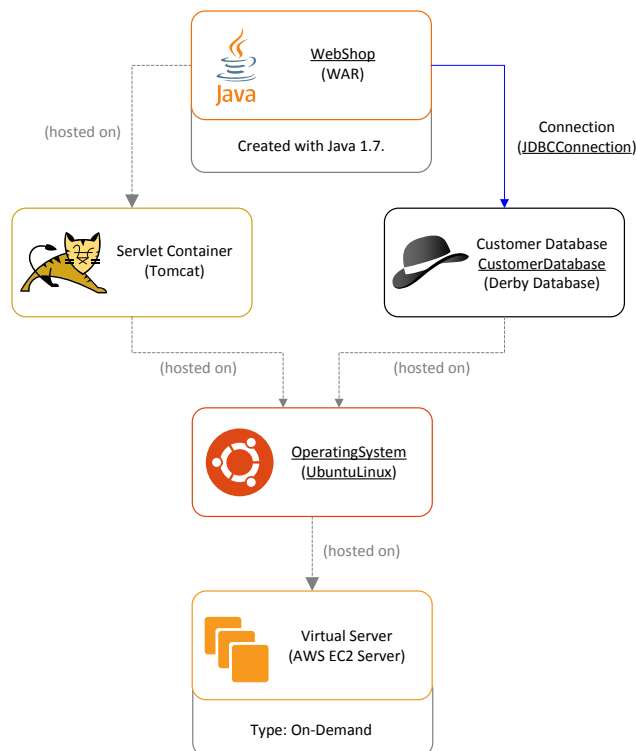 WebShop
(WAR)
Java
Created with Java 1.7.
(hosted on)
Connection
(JDBCConnection)
Servlet Container
(Tomcat)
Customer Database
CustomerDatabase
(Derby Database)
(hosted on)
(hosted on)
OperatingSystem
(UbuntuLinux)
(hosted on)
Virtual Server
(AWS EC2 Server)
Type: On-Demand